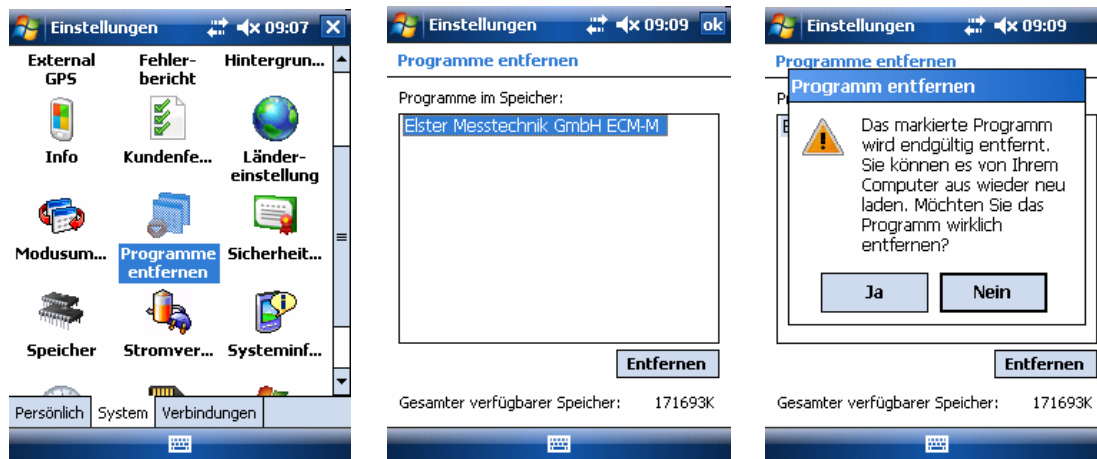 Einstellungen 09:07
External GPS
Fehler-
bericht
Hintergrun...
Info
Kundenfe...
Länder-
einstellung
Modusum...
Programme
entfernen
Sicherheit...
Speicher
Stromver...
Systeminf...
Persönlich System Verbindungen
Einstellungen 09:09 ok
Programme entfernen
Programme im Speicher:
Elster Messtechnik GmbH ECM-M
Entfernen
Gesamter verfügbarer Speicher: 171693K
Einstellungen 09:09
Programme entfernen
P
E
Programm entfernen
Das markierte Programm
wird endgültig entfernt.
Sie können es von Ihrem
Computer aus wieder neu
laden. Möchten Sie das
Programm wirklich
entfernen?
Ja Nein
Entfernen
Gesamter verfügbarer Speicher: 171693K